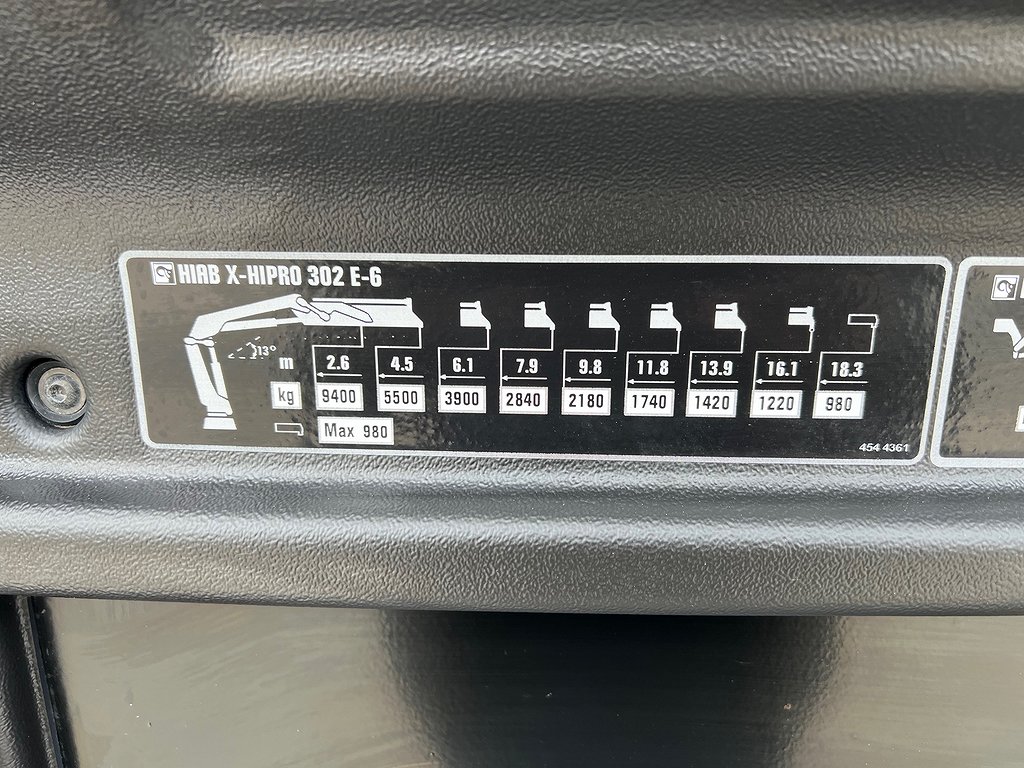 HIAB X-HIPRO 302 E-6
13°
m 2.6 4.5 6.1 7.9 9.8 11.8 13.9 16.1 18.3
kg 9400 5500 3900 2840 2180 1740 1420 1220 980
Max 980
454 4361